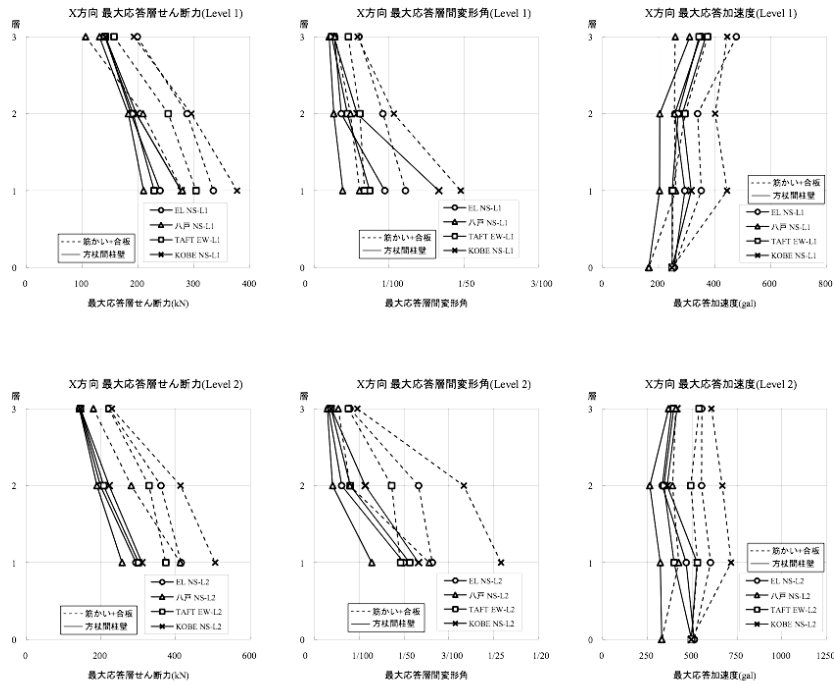 X方向 最大応答層せん断力(Level 1)
層
3
2
1
0
0
100
200
300
400
最大応答層せん断力(kN)
EL NS-L1
八戸 NS-L1
TAFT EW-L1
KOBE NS-L1
筋かい+合板
方杖間柱壁
X方向 最大応答層間変形角(Level 1)
層
3
2
1
0
1/100
1/50
3/100
最大応答層間変形角
EL NS-L1
八戸 NS-L1
TAFT EW-L1
KOBE NS-L1
筋かい+合板
方杖間柱壁
X方向 最大応答加速度(Level 1)
層
3
2
1
0
0
200
400
600
800
最大応答加速度(gal)
筋かい+合板
方杖間柱壁
EL NS-L1
八戸 NS-L1
TAFT EW-L1
KOBE NS-L1
X方向 最大応答層せん断力(Level 2)
層
3
2
1
0
0
200
400
600
最大応答層せん断力(kN)
EL NS-L2
八戸 NS-L2
TAFT EW-L2
KOBE NS-L2
筋かい+合板
方杖間柱壁
X方向 最大応答層間変形角(Level 2)
層
3
2
1
0
1/100
1/50
3/100
1/25
1/20
最大応答層間変形角
EL NS-L2
八戸 NS-L2
TAFT EW-L2
KOBE NS-L2
筋かい+合板
方杖間柱壁
X方向 最大応答加速度(Level 2)
層
3
2
1
0
0
250
500
750
1000
1250
最大応答加速度(gal)
筋かい+合板
方杖間柱壁
EL NS-L2
八戸 NS-L2
TAFT EW-L2
KOBE NS-L2